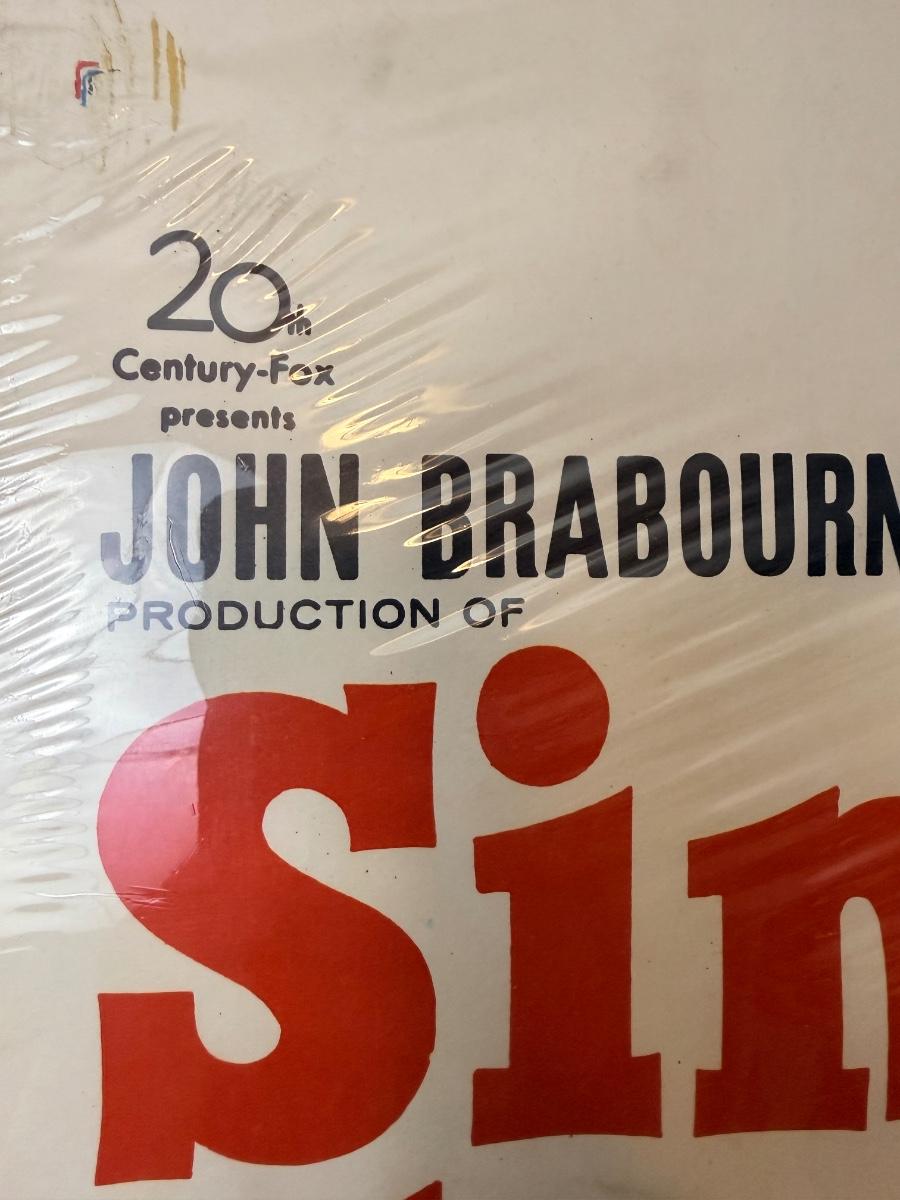 20th
Century-Fox
presents
JOHN BRABOURN
PRODUCTION OF
Sin